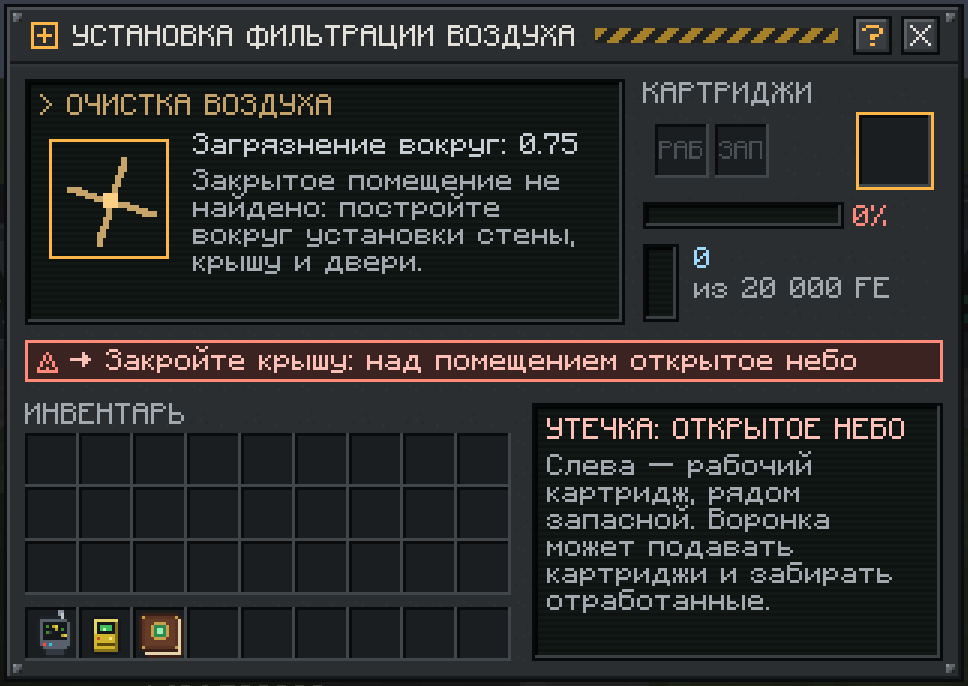 УСТАНОВКА ФИЛЬТРАЦИИ ВОЗДУХА
?
> ОЧИСТКА ВОЗДУХА
Загрязнение вокруг: 0.75
Закрытое помещение не
найдено: постройте
вокруг установки стены,
крышу и двери.
КАРТРИДЖИ
РАБ ЗАП
0%
0
из 20 000 FE
⚠ → Закройте крышу: над помещением открытое небо
ИНВЕНТАРЬ
УТЕЧКА: ОТКРЫТОЕ НЕБО
Слева — рабочий
картридж, рядом
запасной. Воронка
может подавать
картриджи и забирать
отработанные.